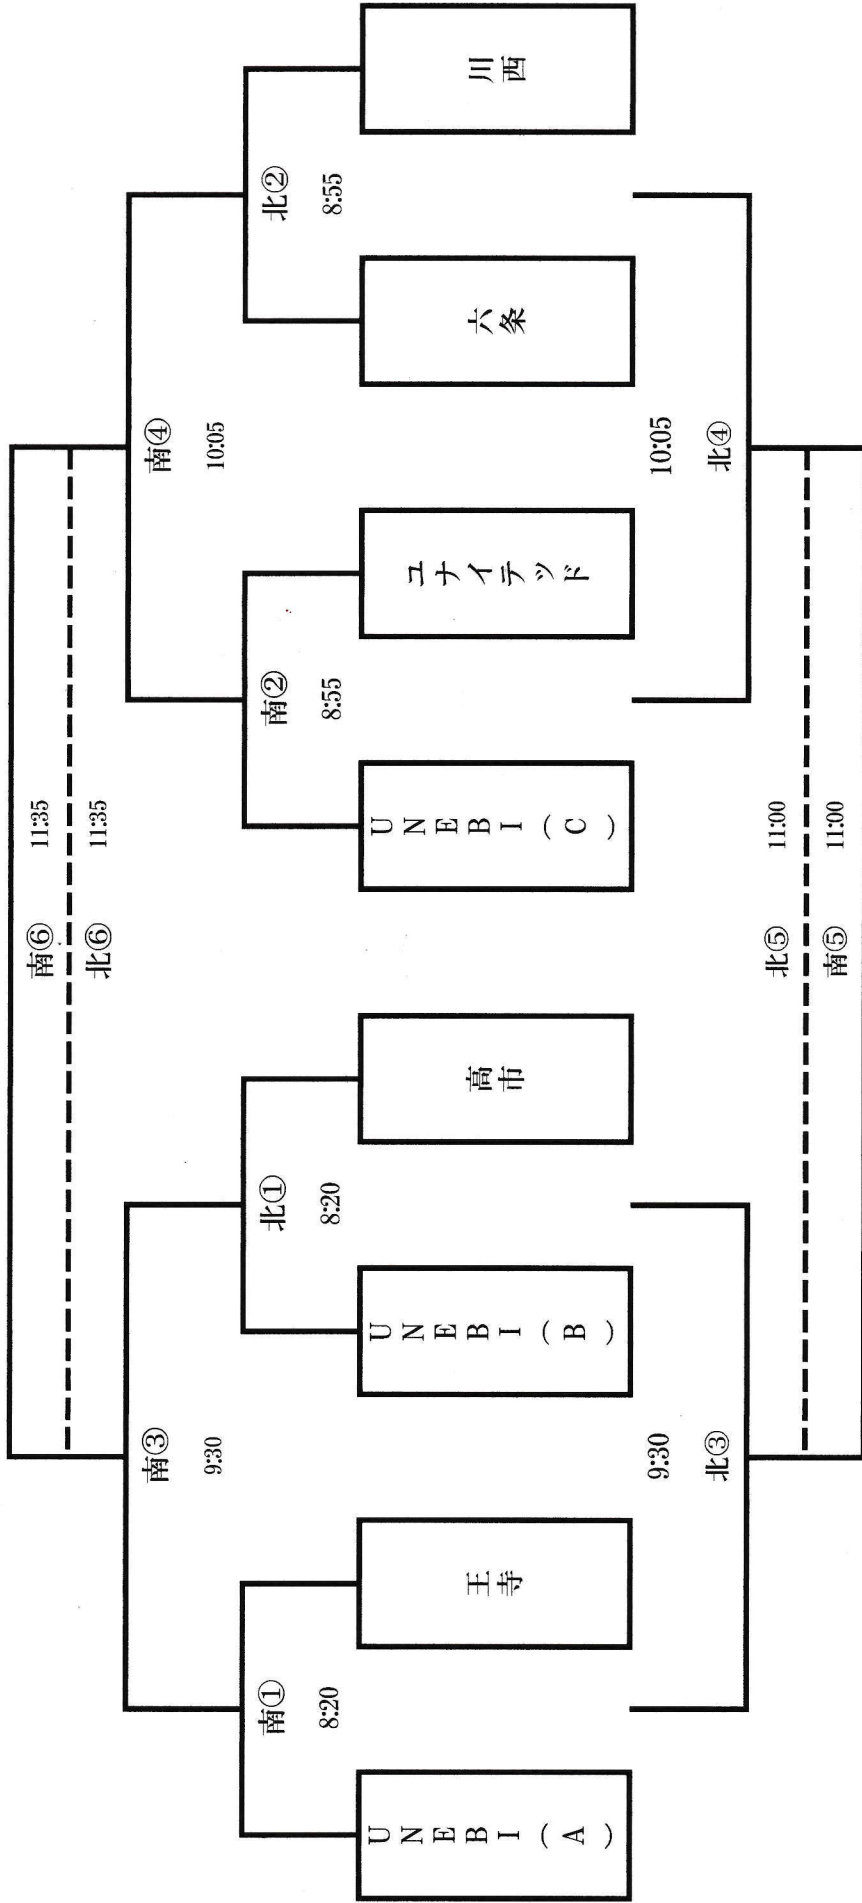 南⑥ 11:35
北⑥ 11:35
南③
9:30
南④
10:05
南①
8:20
北①
8:20
南②
8:55
北②
8:55
UNEBI(A)
王寺
UNEBI(B)
高市
UNEBI(C)
ユナイテッド
六条
川西
9:30
北③
10:05
北④
北⑤ 11:00
南⑤ 11:00